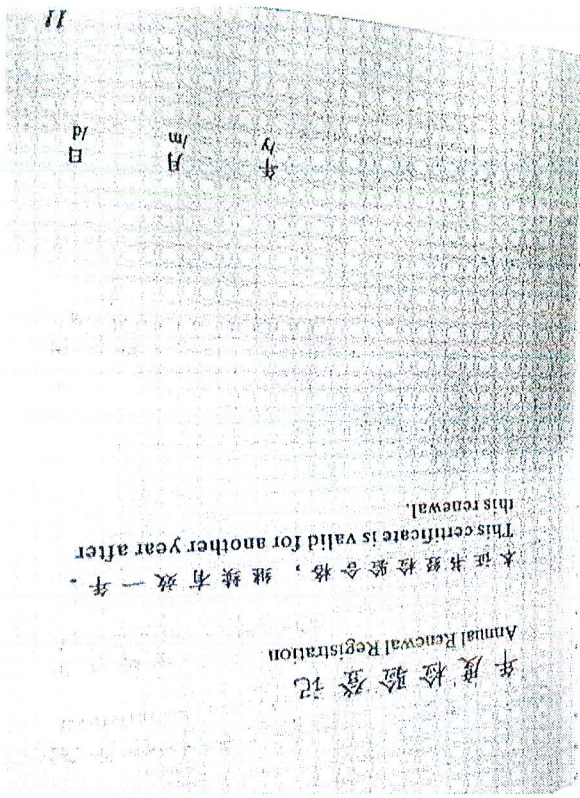 年度检验登记
Annual Renewal Registration
本证书经检验合格，继续有效一年。
This certificate is valid for another year after
this renewal.
年 月 日
/y /m /d
11